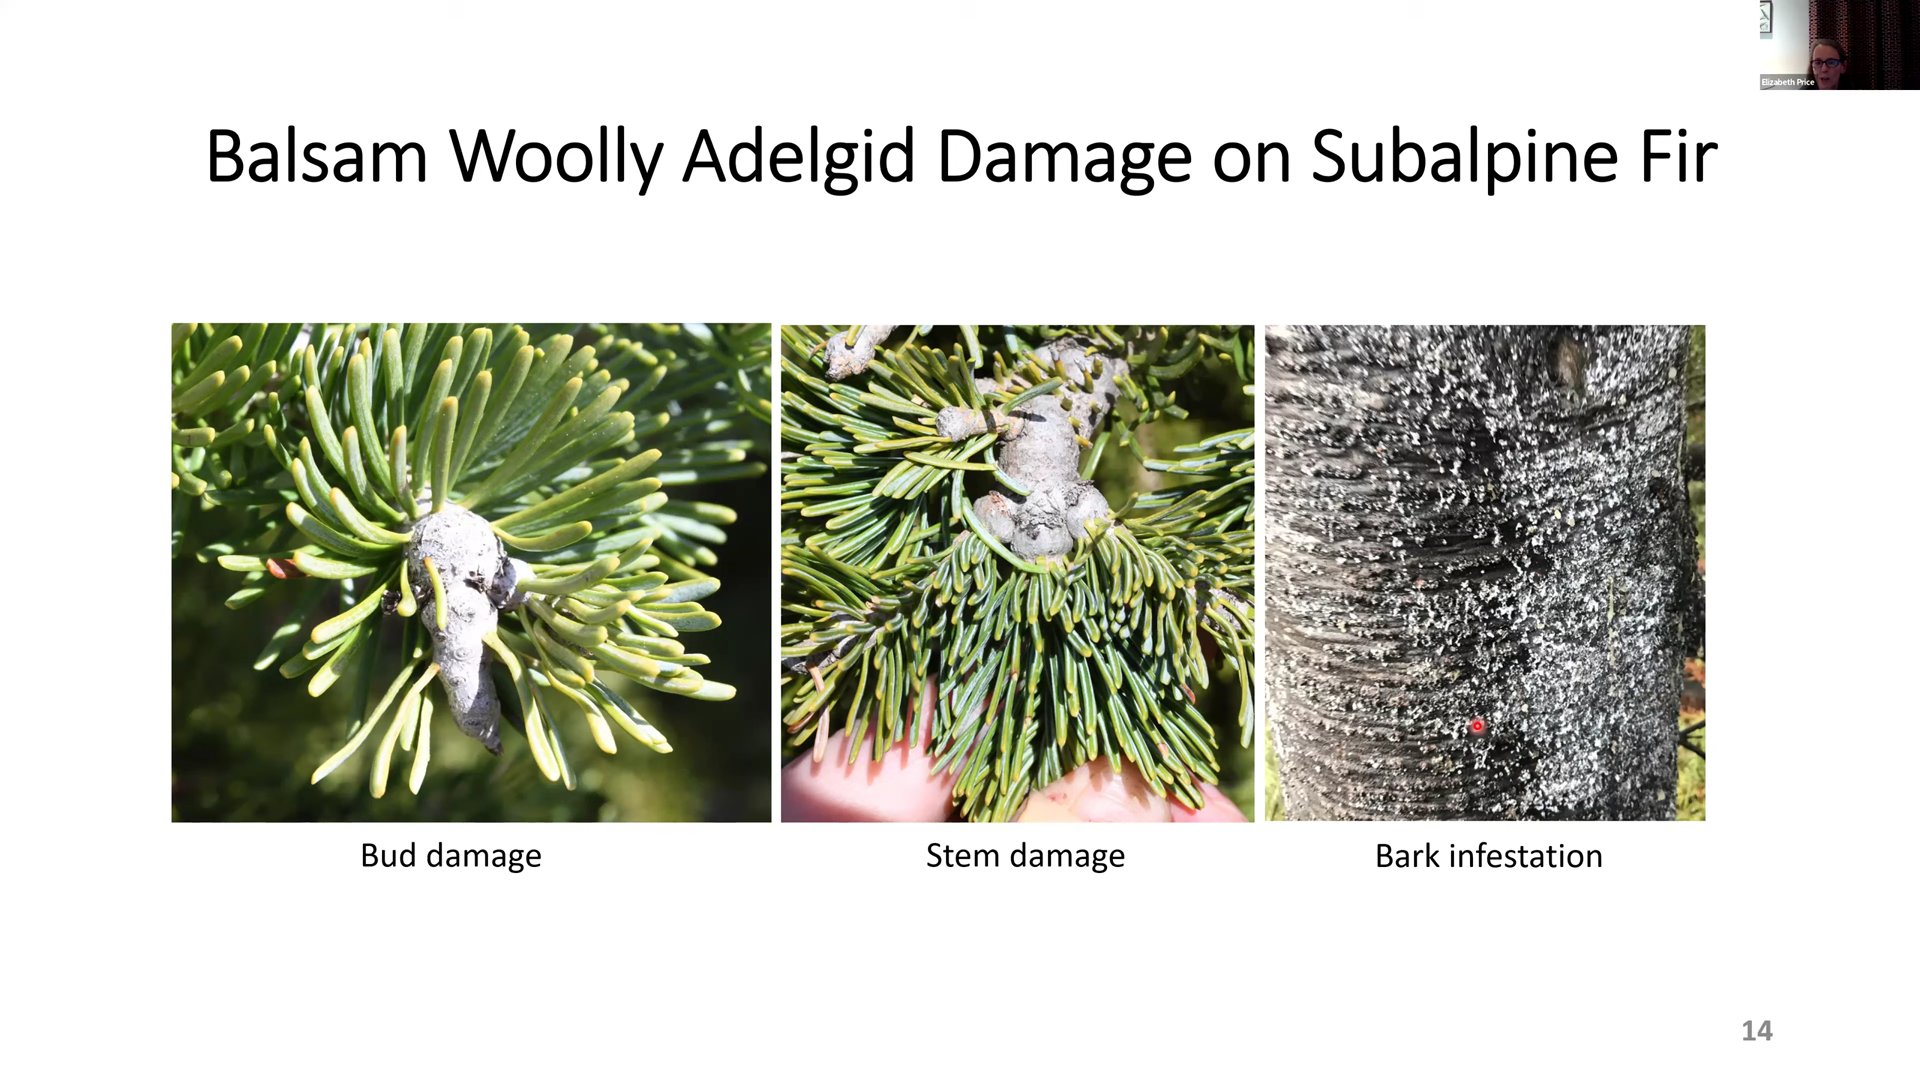 Elizabeth Price
Balsam Woolly Adelgid Damage on Subalpine Fir
Bud damage
Stem damage
Bark infestation
14